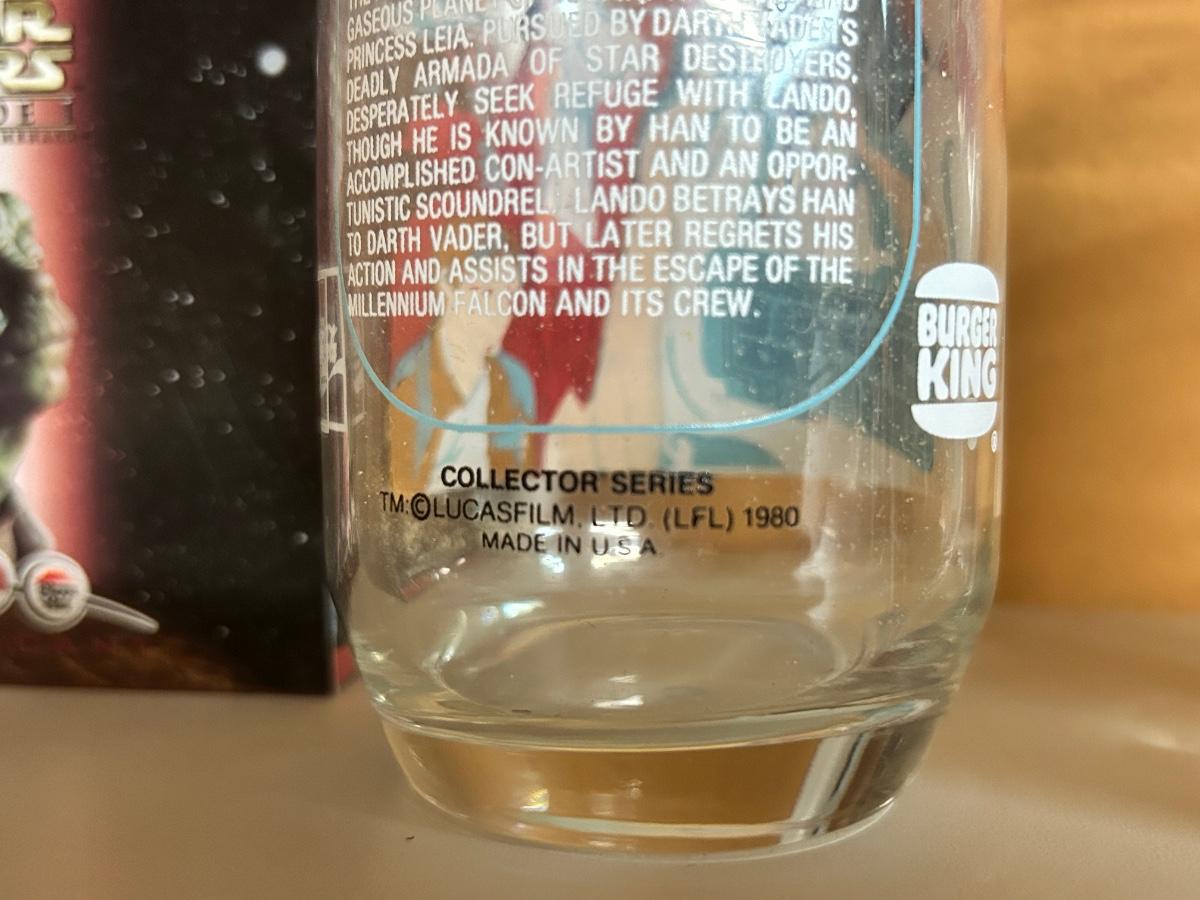 GASEOUS PLANET
PRINCESS LEIA. PURSUED BY DARTH VADER'S
DEADLY ARMADA OF STAR DESTROYERS,
DESPERATELY SEEK REFUGE WITH LANDO,
THOUGH HE IS KNOWN BY HAN TO BE AN
ACCOMPLISHED CON-ARTIST AND AN OPPOR-
TUNISTIC SCOUNDREL. LANDO BETRAYS HAN
TO DARTH VADER, BUT LATER REGRETS HIS
ACTION AND ASSISTS IN THE ESCAPE OF THE
MILLENNIUM FALCON AND ITS CREW.
BURGER
KING
®
COLLECTOR SERIES
TM:©LUCASFILM, LTD. (LFL) 1980
MADE IN U.S.A.